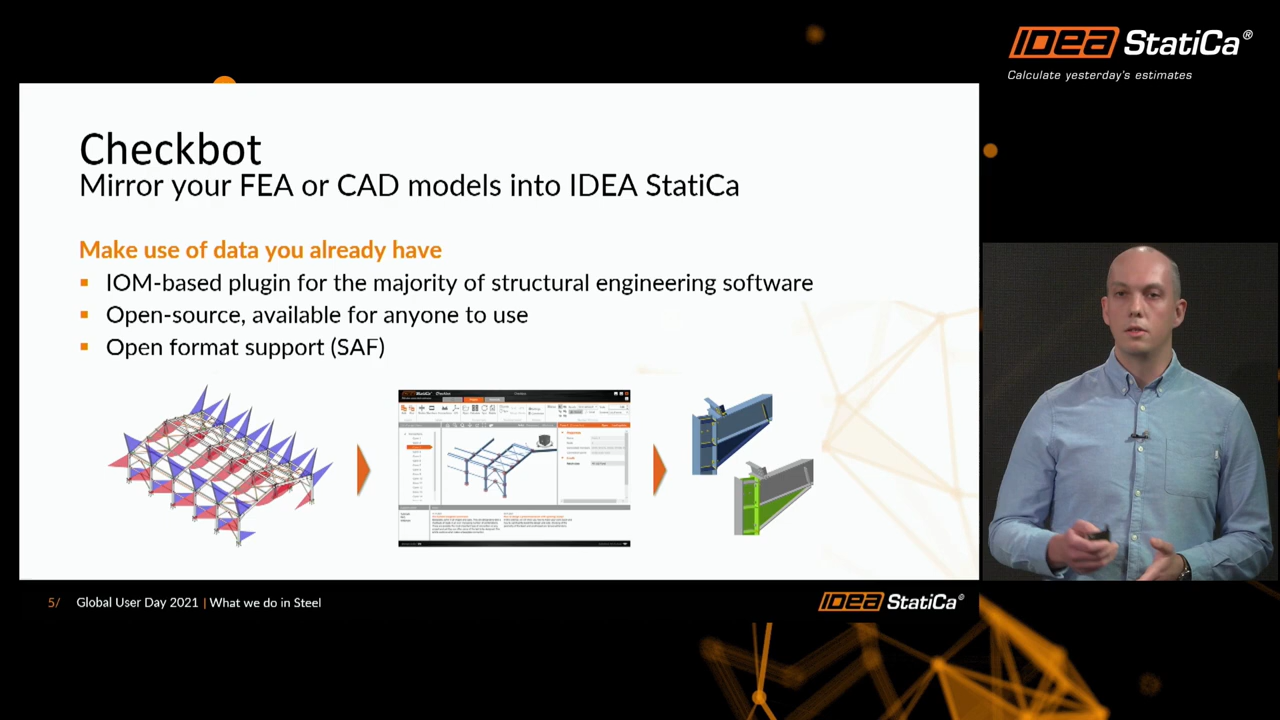 IDEA StatiCa®
Calculate yesterday's estimates
Checkbot
Mirror your FEA or CAD models into IDEA StatiCa
Make use of data you already have
IOM-based plugin for the majority of structural engineering software
Open-source, available for anyone to use
Open format support (SAF)
5/ Global User Day 2021 | What we do in Steel
IDEA StatiCa®